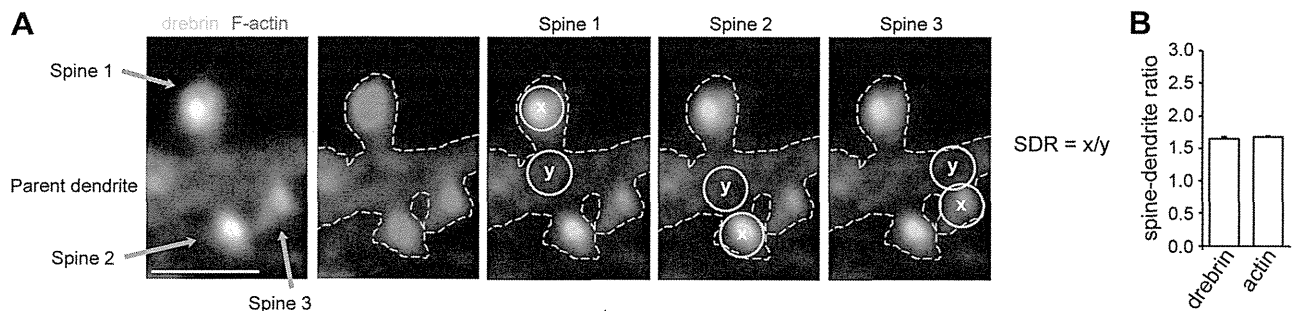 A
drebrin F-actin
Spine 1
Spine 2
Spine 3
B
Spine 1
Parent dendrite
Spine 2
Spine 3
x
y
x
y
x
y
SDR = x/y
spine-dendrite ratio
3.0
2.5
2.0
1.5
1.0
0.5
0.0
drebrin
actin